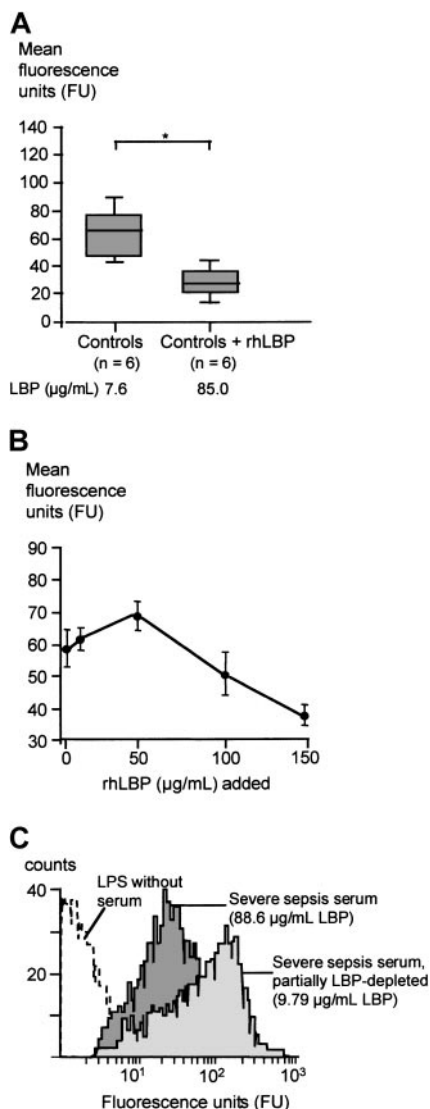 A
Mean
fluorescence
units (FU)
140
120
100
80
60
40
20
0
*
Controls Controls + rhLBP
(n = 6) (n = 6)
LBP (µg/mL) 7.6 85.0
B
Mean
fluorescence
units (FU)
90
80
70
60
50
40
30
0 50 100 150
rhLBP (µg/mL) added
C
counts
40
20
LPS without
serum
Severe sepsis serum
(88.6 µg/mL LBP)
Severe sepsis serum,
partially LBP-depleted
(9.79 µg/mL LBP)
10¹ 10² 10³
Fluorescence units (FU)